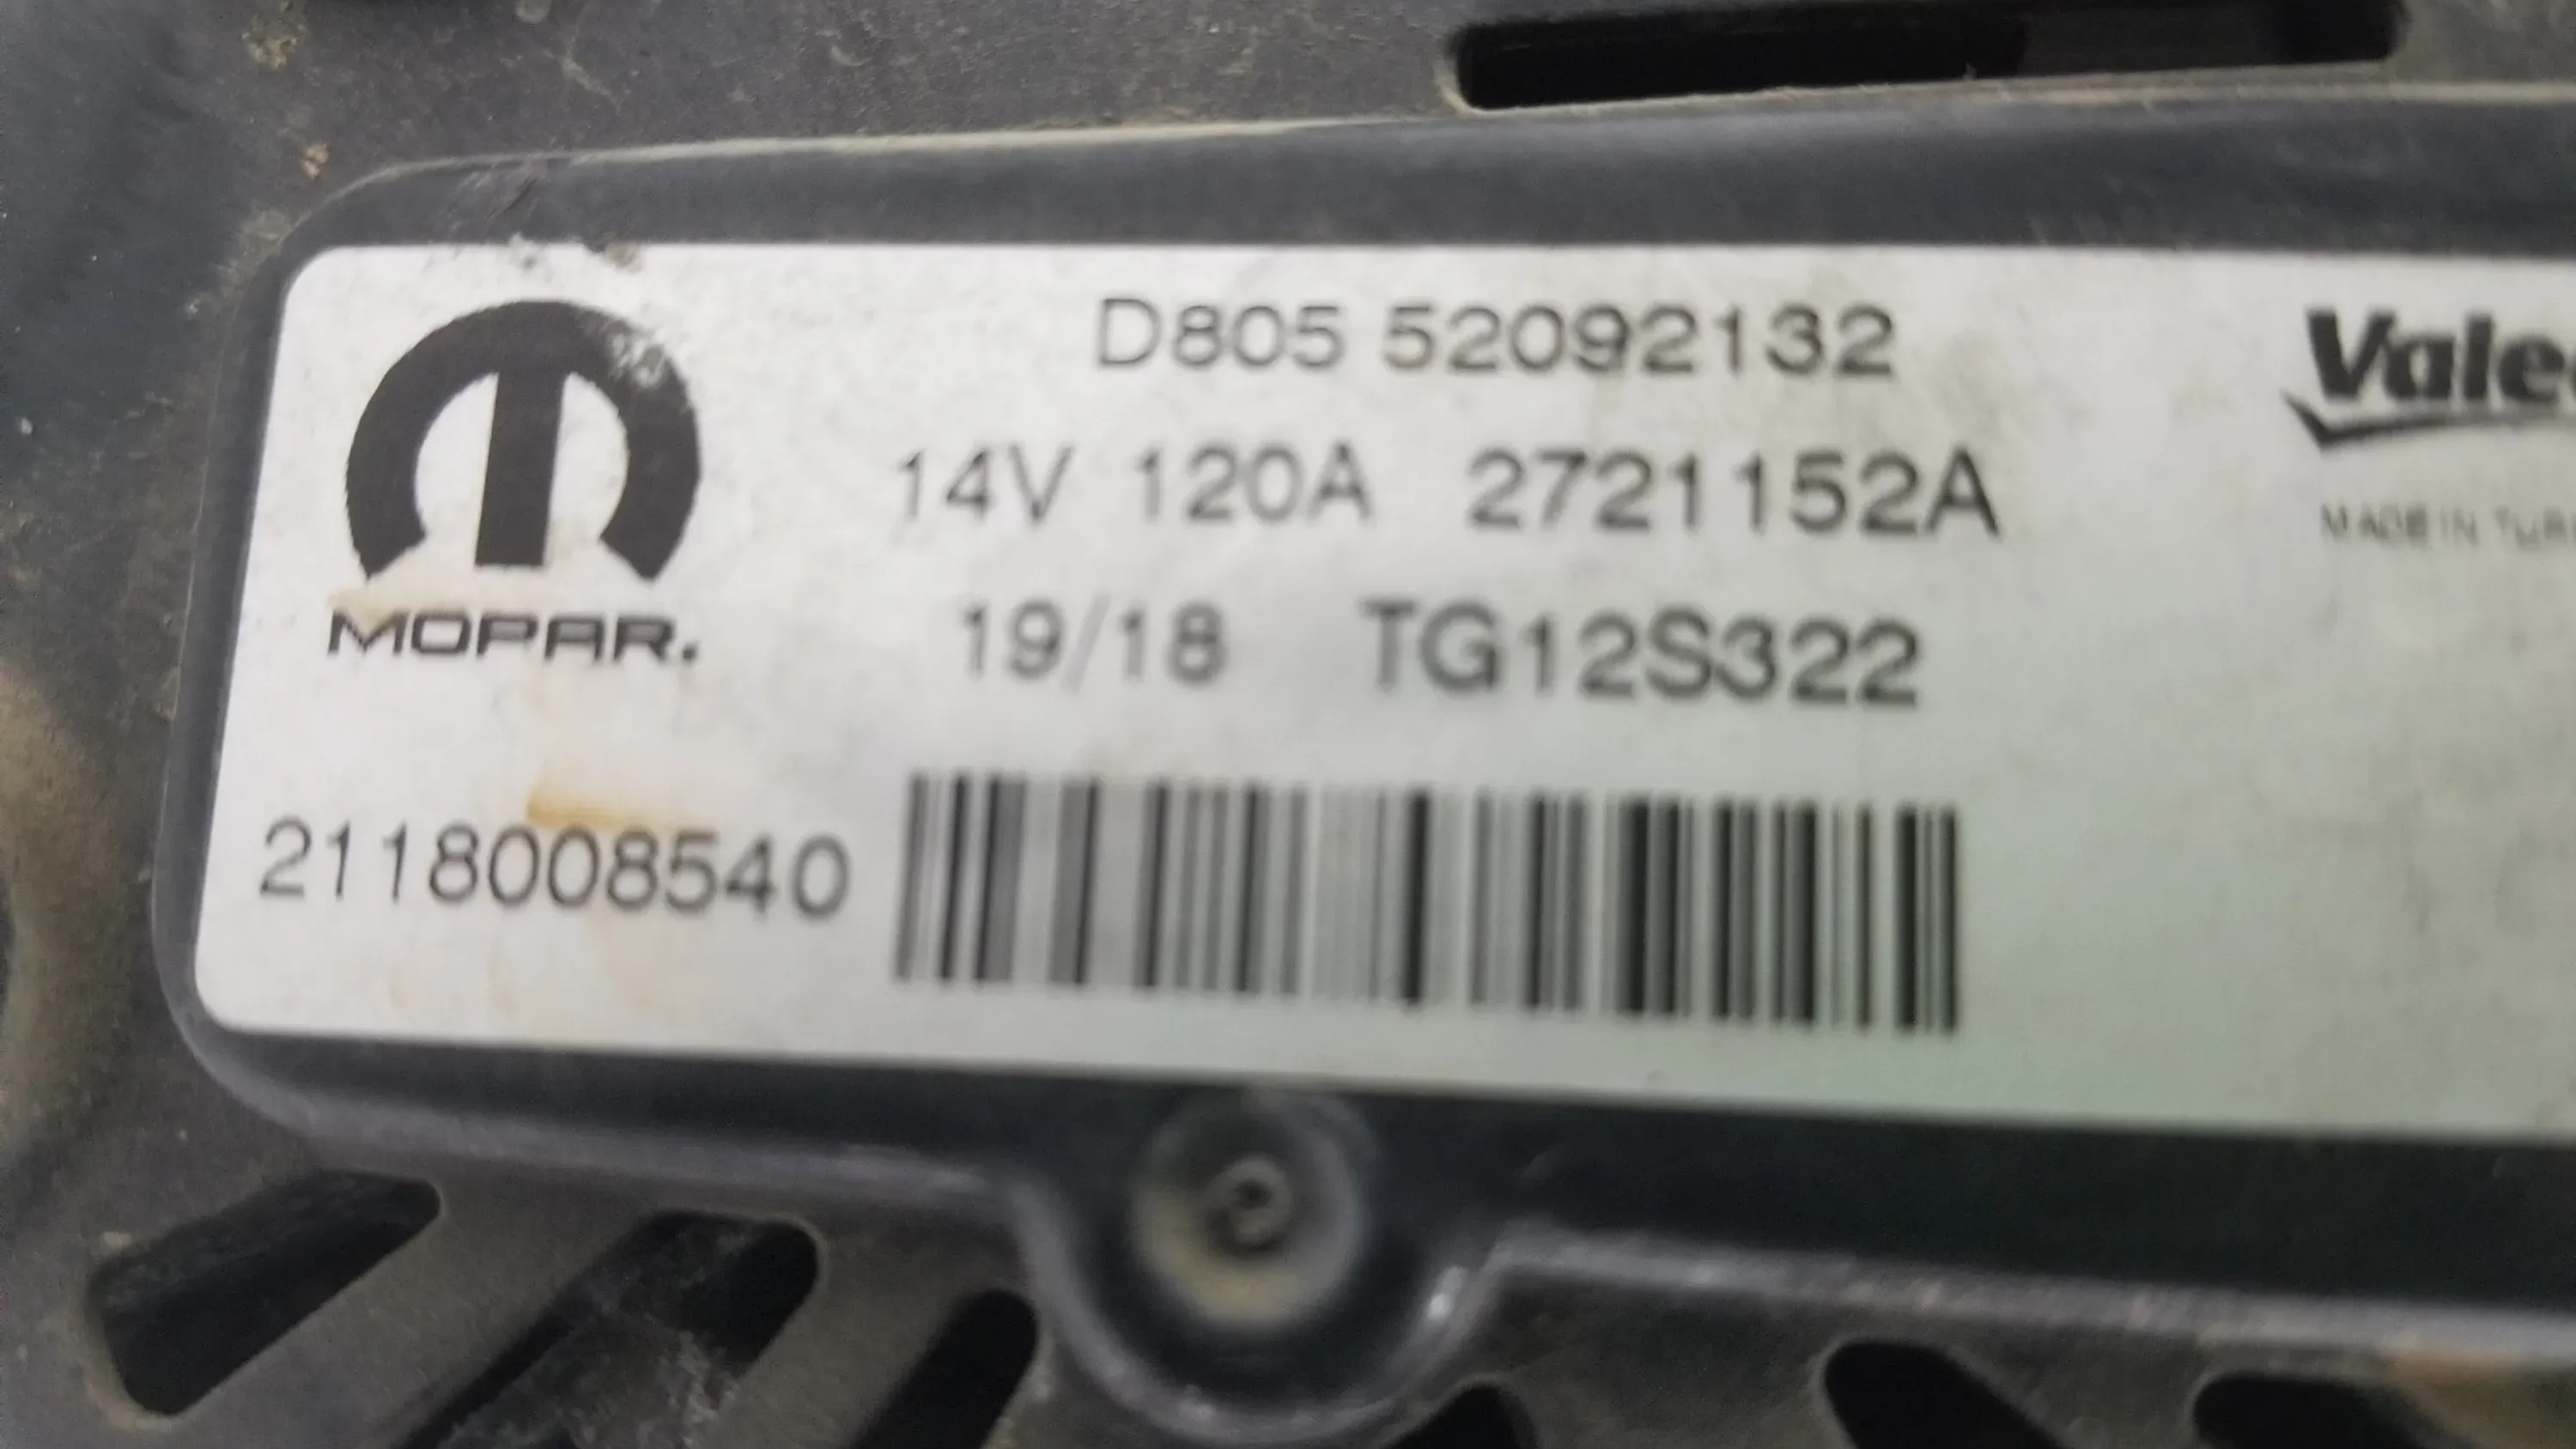 D805 52092132
Vale
14V 120A 2721152A
MADE IN TUR
MOPAR.
19/18 TG12S322
2118008540